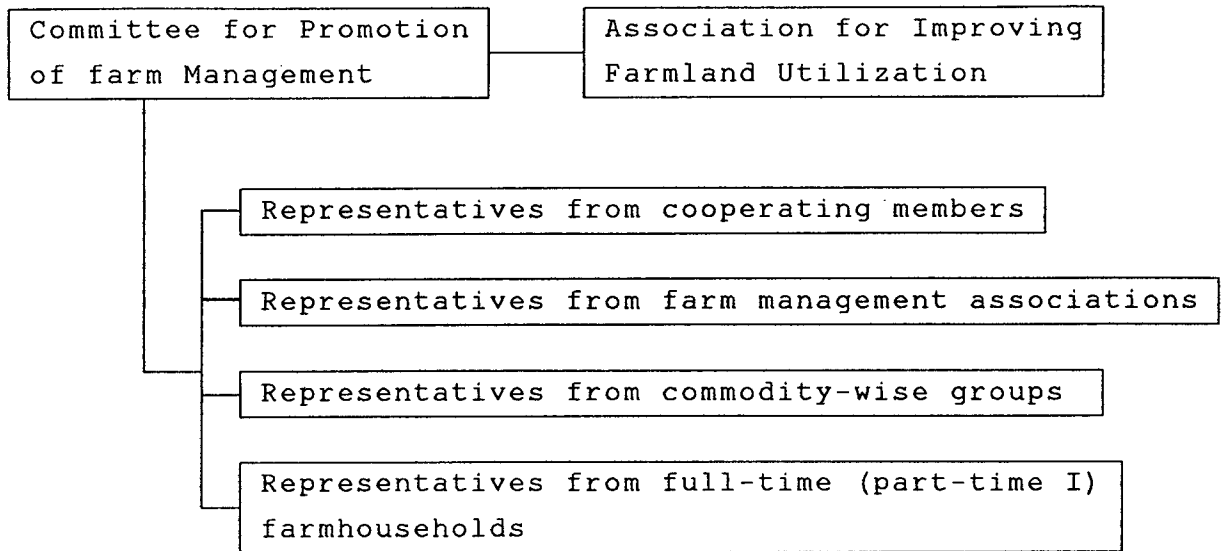 Committee for Promotion
of farm Management
Association for Improving
Farmland Utilization
Representatives from cooperating members
Representatives from farm management associations
Representatives from commodity-wise groups
Representatives from full-time (part-time I)
farmhouseholds